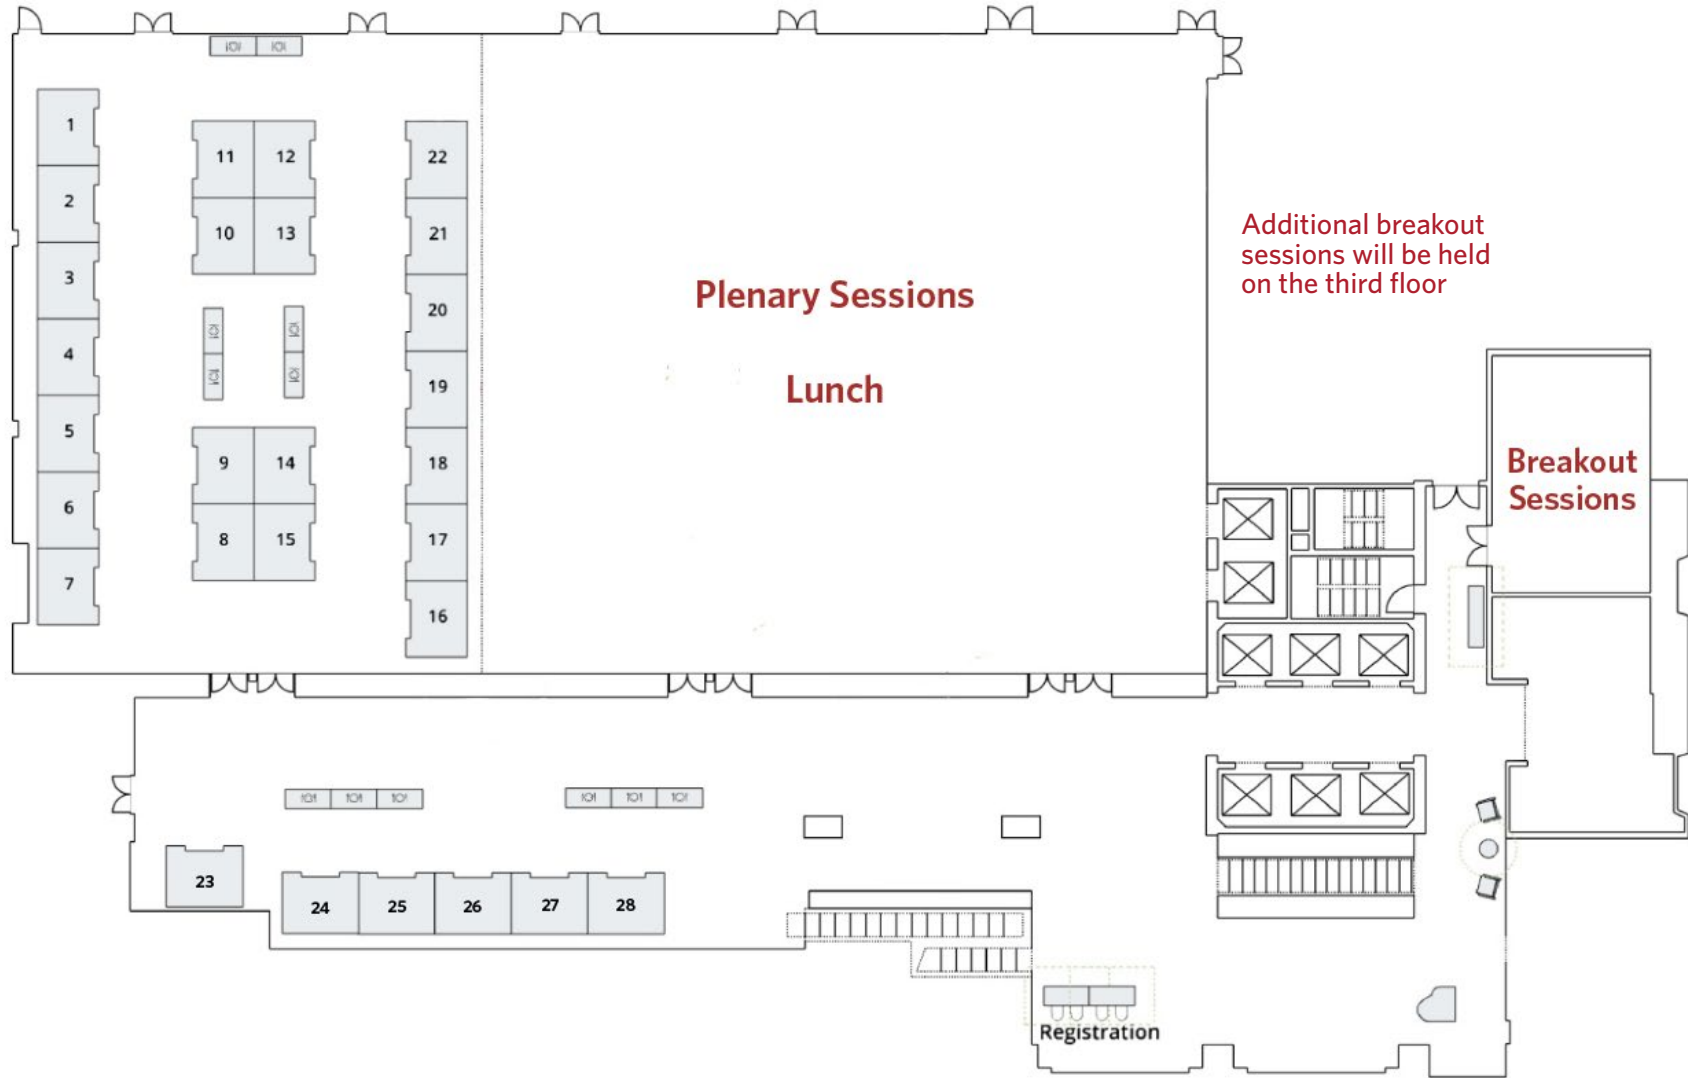 1
2
3
4
5
6
7
11 12
10 13
9 14
8 15
22
21
20
19
18
17
16
Plenary Sessions
Lunch
Additional breakout
sessions will be held
on the third floor
Breakout
Sessions
23
24 25 26 27 28
Registration